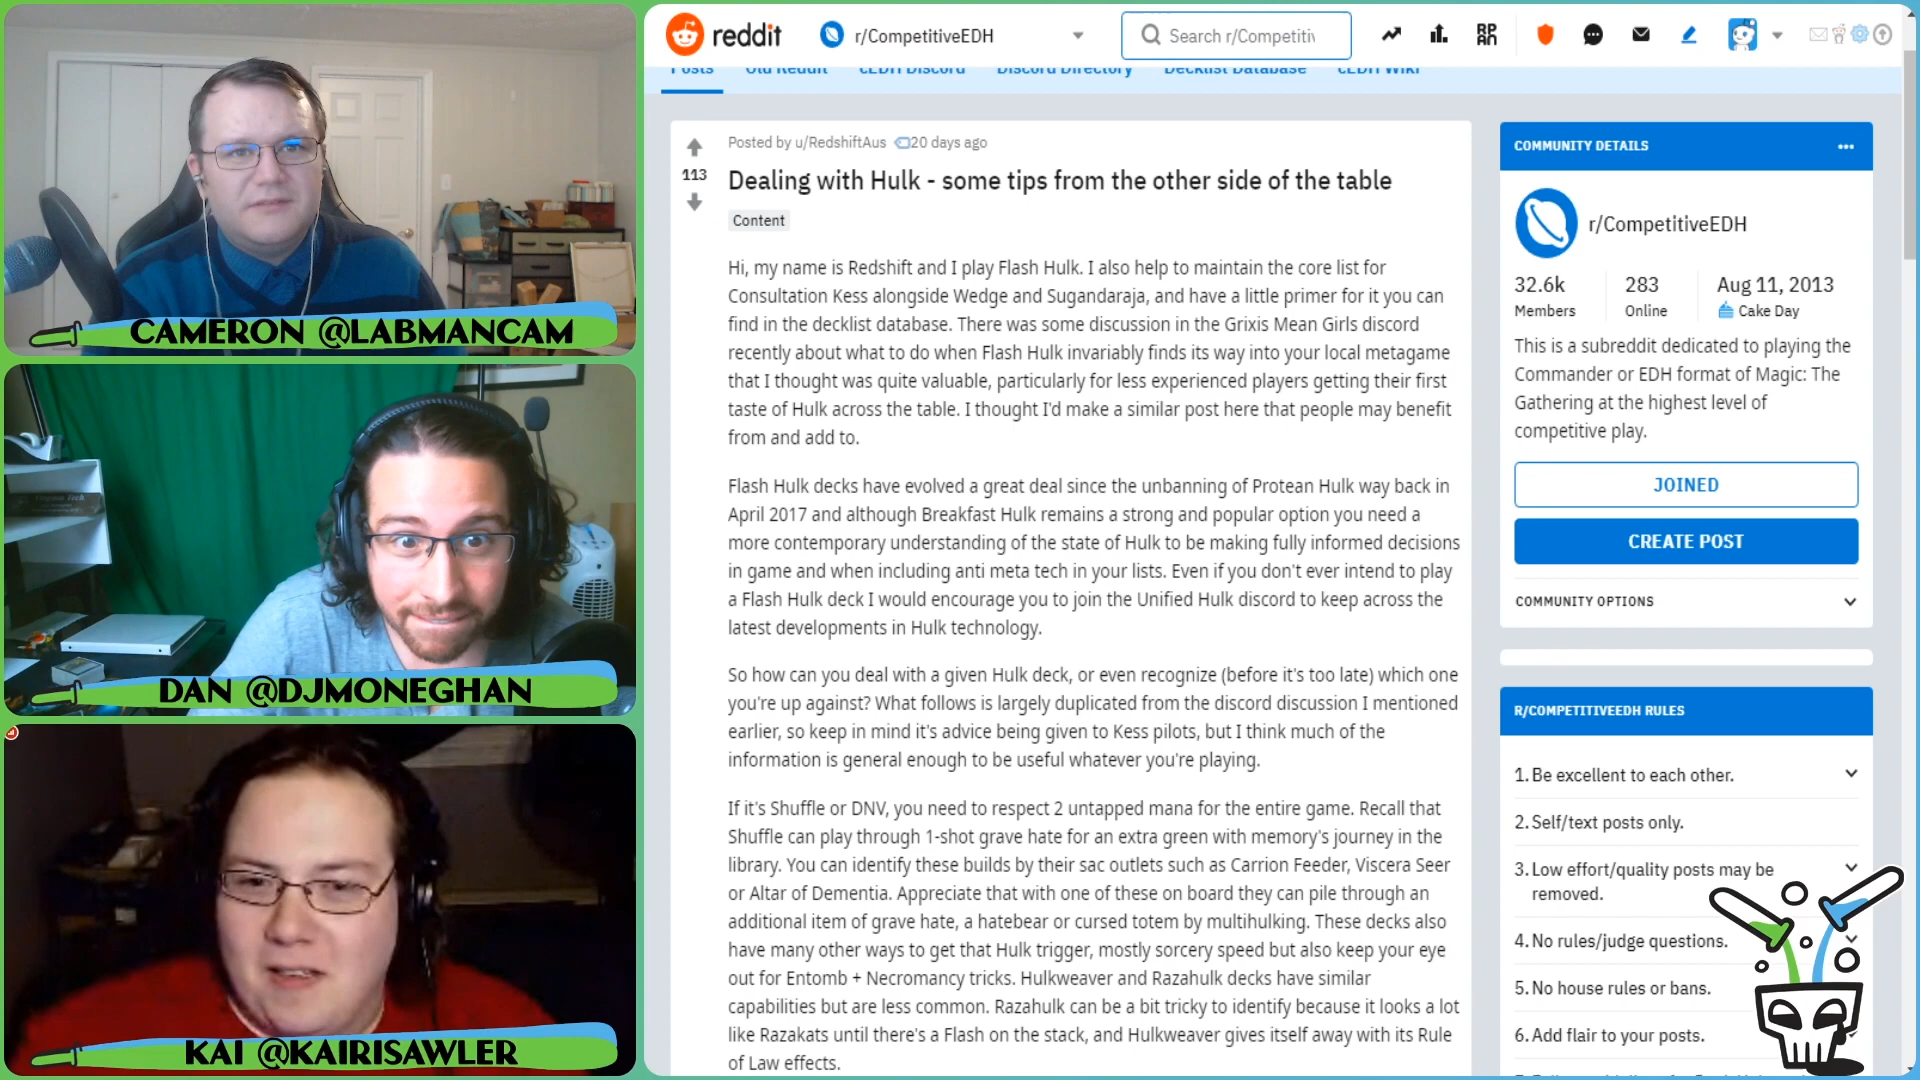 CAMERON @LABMANCAM
DAN @DJMONEGHAN
KAI @KAIRISAWLER
reddit
r/CompetitiveEDH
Search r/Competitiv
Posts
Old Reddit
cEDH Discord
Discord Directory
Decklist Database
cEDH Wiki
113
Posted by u/RedshiftAus 20 days ago
Dealing with Hulk - some tips from the other side of the table
Content
Hi, my name is Redshift and I play Flash Hulk. I also help to maintain the core list for
Consultation Kess alongside Wedge and Sugandaraja, and have a little primer for it you can
find in the decklist database. There was some discussion in the Grixis Mean Girls discord
recently about what to do when Flash Hulk invariably finds its way into your local metagame
that I thought was quite valuable, particularly for less experienced players getting their first
taste of Hulk across the table. I thought I'd make a similar post here that people may benefit
from and add to.
Flash Hulk decks have evolved a great deal since the unbanning of Protean Hulk way back in
April 2017 and although Breakfast Hulk remains a strong and popular option you need a
more contemporary understanding of the state of Hulk to be making fully informed decisions
in game and when including anti meta tech in your lists. Even if you don't ever intend to play
a Flash Hulk deck I would encourage you to join the Unified Hulk discord to keep across the
latest developments in Hulk technology.
So how can you deal with a given Hulk deck, or even recognize (before it's too late) which one
you're up against? What follows is largely duplicated from the discord discussion I mentioned
earlier, so keep in mind it's advice being given to Kess pilots, but I think much of the
information is general enough to be useful whatever you're playing.
If it's Shuffle or DNV, you need to respect 2 untapped mana for the entire game. Recall that
Shuffle can play through 1-shot grave hate for an extra green with memory's journey in the
library. You can identify these builds by their sac outlets such as Carrion Feeder, Viscera Seer
or Altar of Dementia. Appreciate that with one of these on board they can pile through an
additional item of grave hate, a hatebear or cursed totem by multihulking. These decks also
have many other ways to get that Hulk trigger, mostly sorcery speed but also keep your eye
out for Entomb + Necromancy tricks. Hulkweaver and Razahulk decks have similar
capabilities but are less common. Razahulk can be a bit tricky to identify because it looks a lot
like Razakats until there's a Flash on the stack, and Hulkweaver gives itself away with its Rule
of Law effects.
COMMUNITY DETAILS
r/CompetitiveEDH
32.6k
Members
283
Online
Aug 11, 2013
Cake Day
This is a subreddit dedicated to playing the
Commander or EDH format of Magic: The
Gathering at the highest level of
competitive play.
JOINED
CREATE POST
COMMUNITY OPTIONS
R/COMPETITIVEEDH RULES
1. Be excellent to each other.
2. Self/text posts only.
3. Low effort/quality posts may be
removed.
4. No rules/judge questions.
5. No house rules or bans.
6. Add flair to your posts.